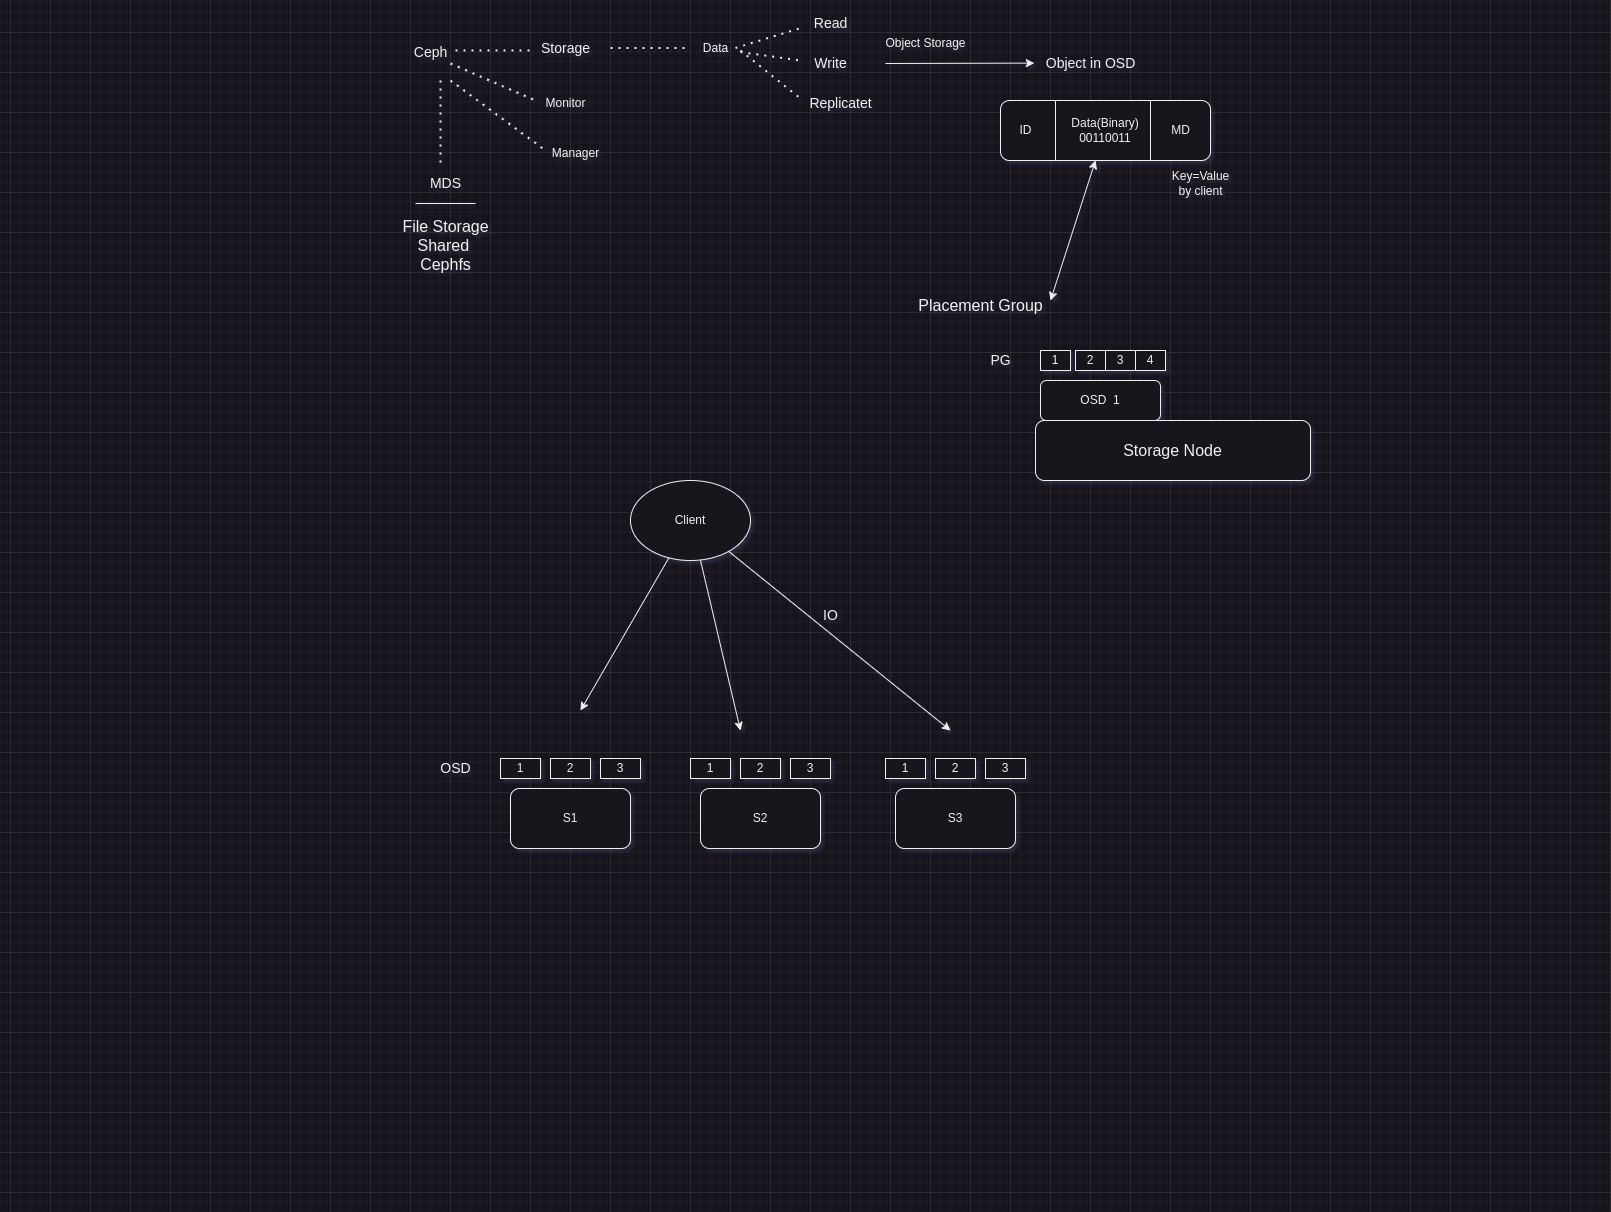 Read
Ceph
Storage
Data
Object Storage
Write
Object in OSD
Monitor
Replicatet
Manager
ID
Data(Binary)
00110011
MD
Key=Value
by client
MDS
File Storage
Shared
Cephfs
Placement Group
PG
1 2 3 4
OSD 1
Storage Node
Client
IO
OSD
1 2 3
1 2 3
1 2 3
S1
S2
S3